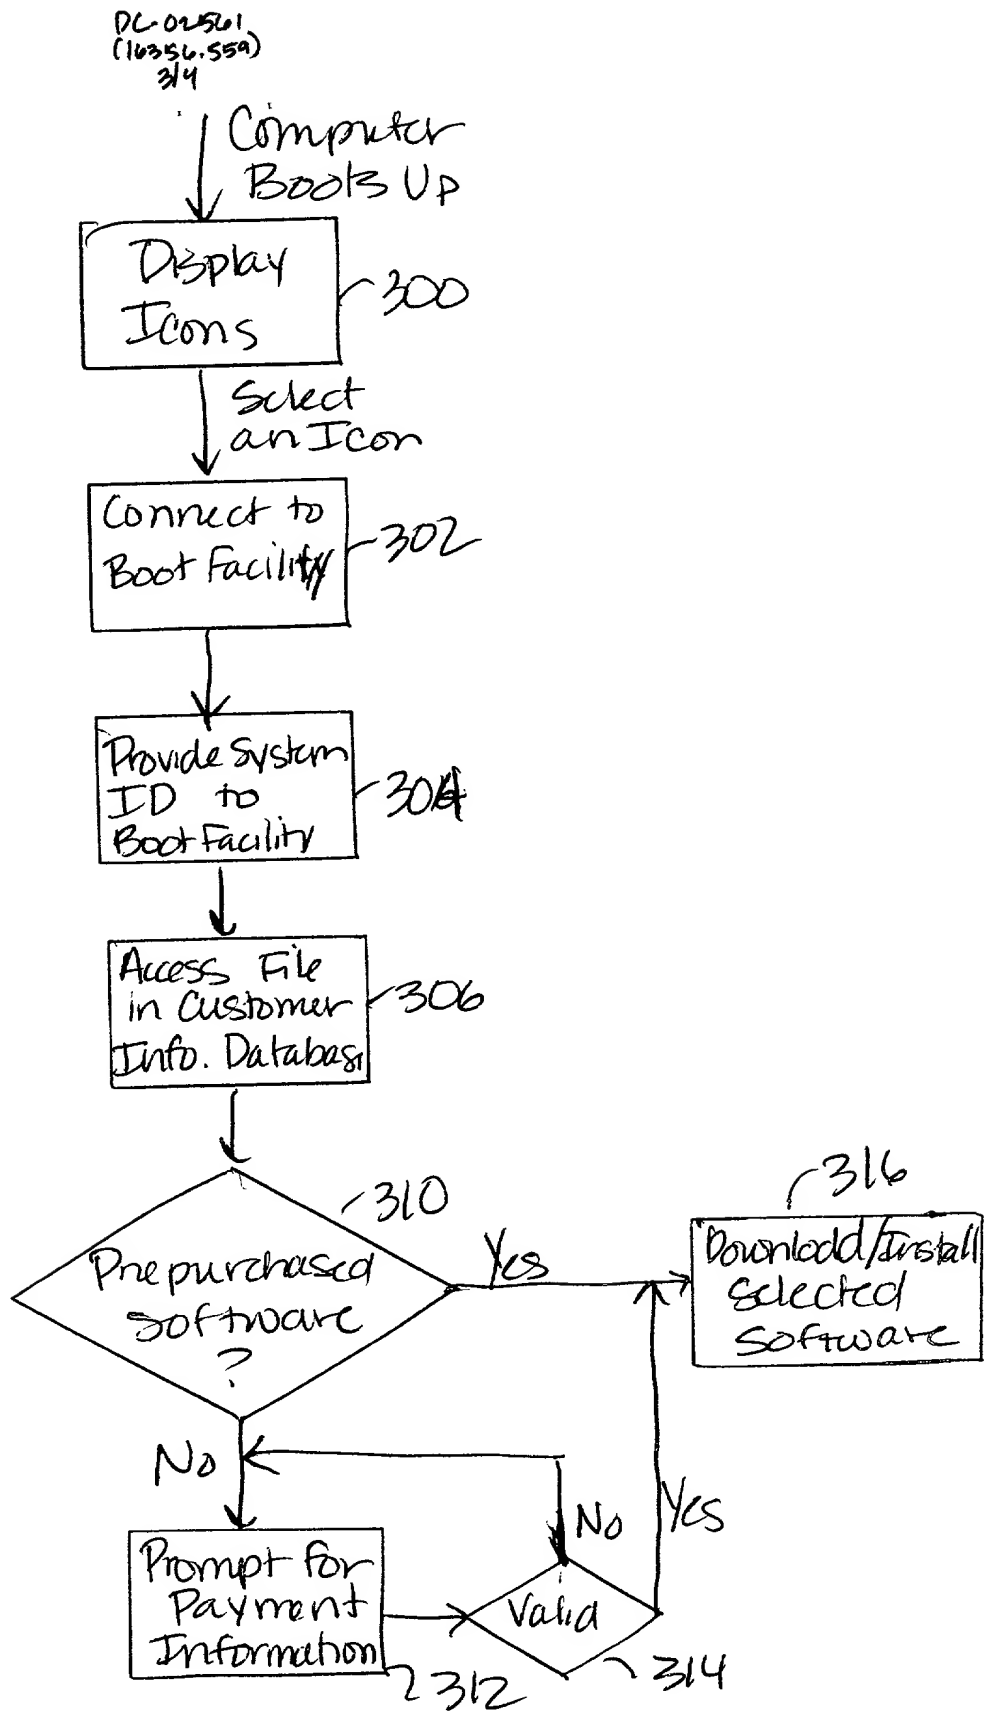 DC-02561
(16356.559)
3/4
Computer
Boots Up
Display
Icons
300
Select
an Icon
Connect to
Boot Facility
302
Provide System
ID to
Boot Facility
304
Access File
in Customer
Info. Database
306
310
Prepurchased
software
?
Yes
316
Download/Install
selected
software
No
No
Yes
Prompt for
Payment
Information
312
Valid
314